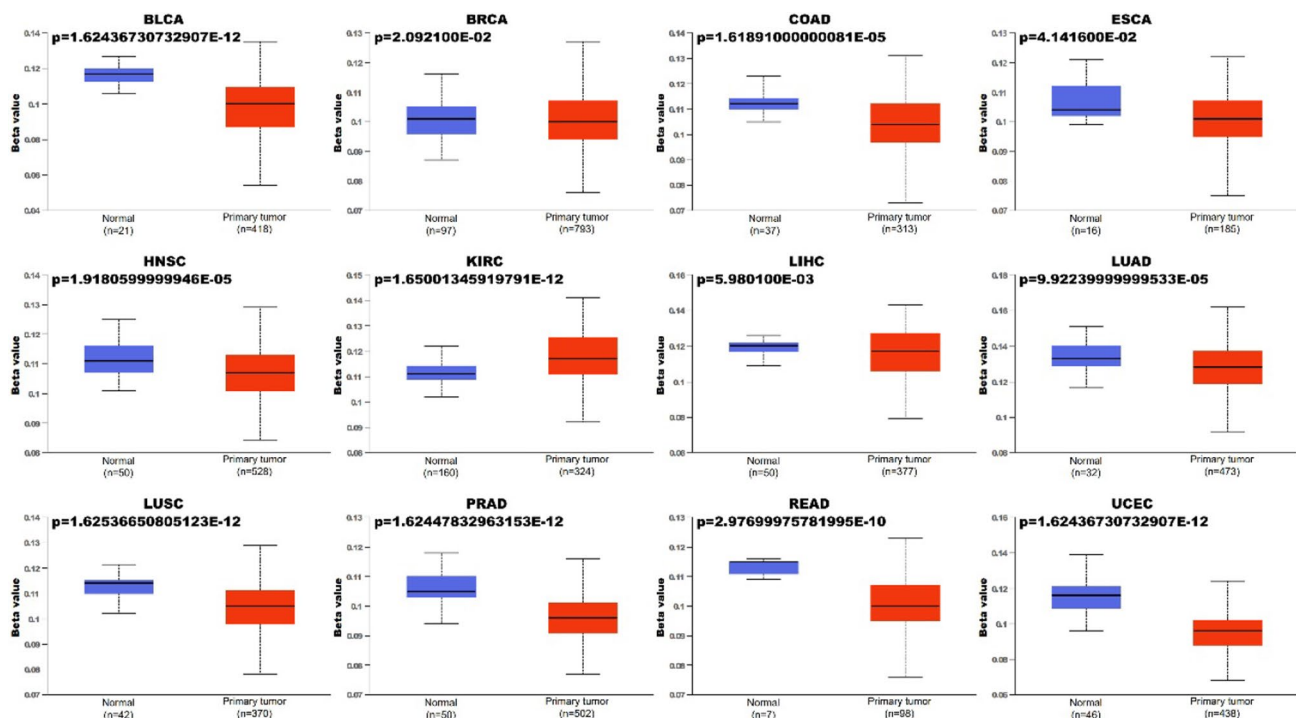 BLCA
p=1.62436730732907E-12
Beta value
0.14
0.12
0.1
0.08
0.06
0.04
Normal
(n=21)
Primary tumor
(n=418)
BRCA
p=2.092100E-02
Beta value
0.13
0.12
0.11
0.1
0.09
0.08
0.07
Normal
(n=97)
Primary tumor
(n=793)
COAD
p=1.61891000000081E-05
Beta value
0.14
0.13
0.12
0.11
0.1
0.09
0.08
0.07
Normal
(n=37)
Primary tumor
(n=313)
ESCA
p=4.141600E-02
Beta value
0.13
0.12
0.11
0.1
0.09
0.08
0.07
Normal
(n=16)
Primary tumor
(n=185)
HNSC
p=1.9180599999946E-05
Beta value
0.14
0.13
0.12
0.11
0.1
0.09
0.08
Normal
(n=50)
Primary tumor
(n=528)
KIRC
p=1.65001345919791E-12
Beta value
0.15
0.14
0.13
0.12
0.11
0.1
0.09
0.08
Normal
(n=160)
Primary tumor
(n=324)
LIHC
p=5.980100E-03
Beta value
0.16
0.14
0.12
0.1
0.08
0.06
Normal
(n=50)
Primary tumor
(n=377)
LUAD
p=9.92239999999533E-05
Beta value
0.18
0.16
0.14
0.12
0.1
0.08
Normal
(n=32)
Primary tumor
(n=473)
LUSC
p=1.62536650805123E-12
Beta value
0.14
0.13
0.12
0.11
0.1
0.09
0.08
0.07
Normal
(n=42)
Primary tumor
(n=370)
PRAD
p=1.62447832963153E-12
Beta value
0.13
0.12
0.11
0.1
0.09
0.08
0.07
Normal
(n=50)
Primary tumor
(n=502)
READ
p=2.97699975781995E-10
Beta value
0.13
0.12
0.11
0.1
0.09
0.08
0.07
Normal
(n=7)
Primary tumor
(n=98)
UCEC
p=1.62436730732907E-12
Beta value
0.16
0.14
0.12
0.1
0.08
0.06
Normal
(n=46)
Primary tumor
(n=438)